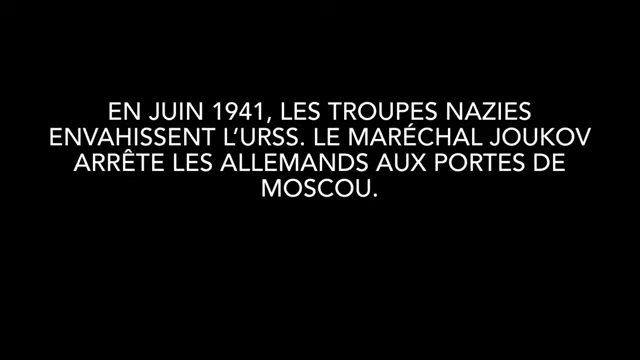 EN JUIN 1941, LES TROUPES NAZIES
ENVAHISSENT L’URSS. LE MARÉCHAL JOUKOV
ARRÊTE LES ALLEMANDS AUX PORTES DE
MOSCOU.